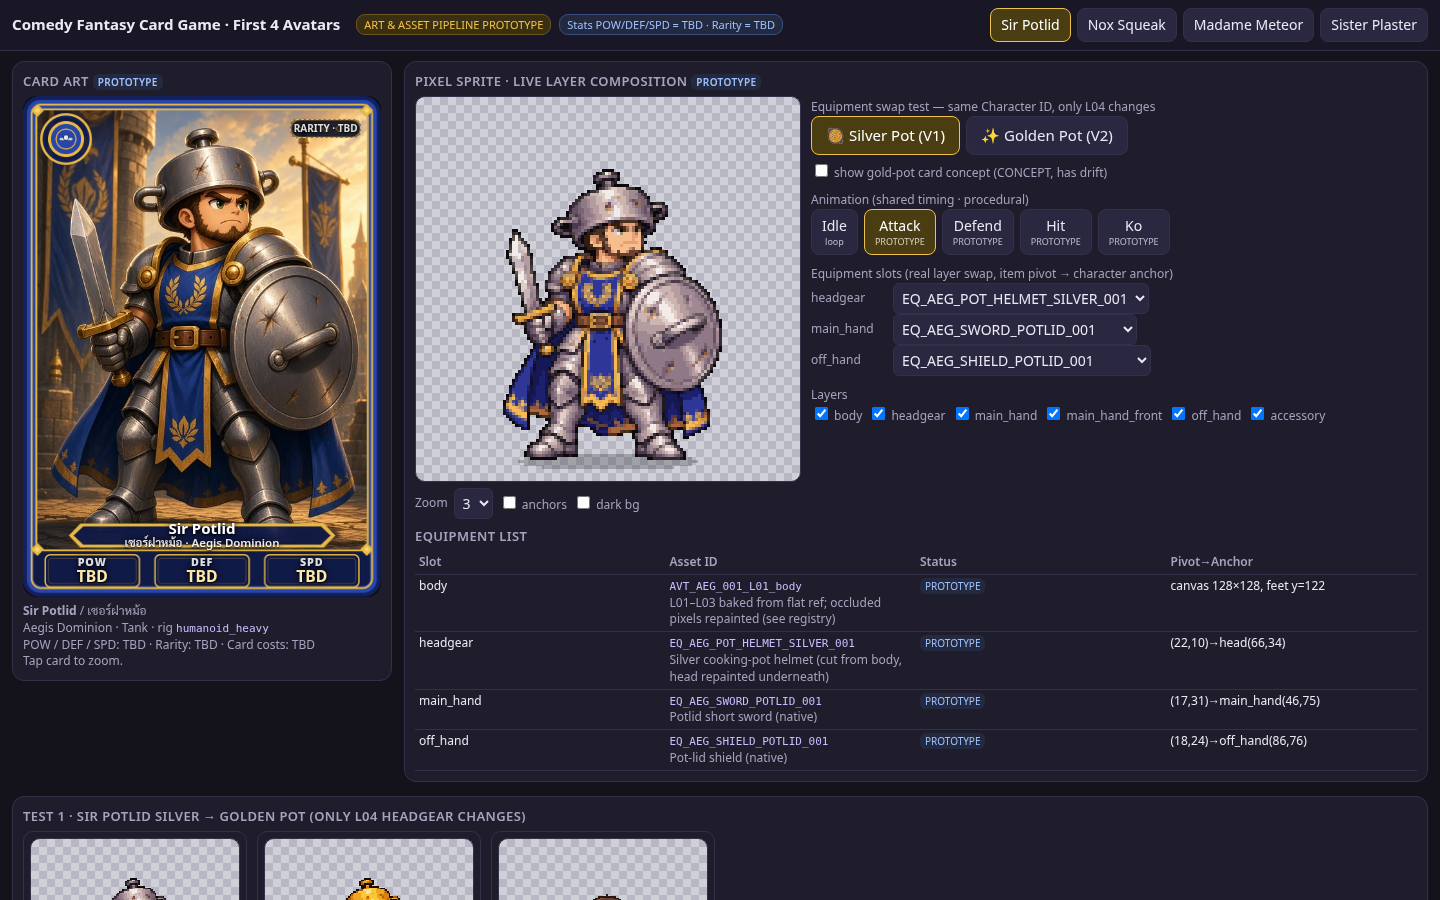 Comedy Fantasy Card Game · First 4 Avatars
ART & ASSET PIPELINE PROTOTYPE
Stats POW/DEF/SPD = TBD · Rarity = TBD
Sir Potlid
Nox Squeak
Madame Meteor
Sister Plaster
CARD ART PROTOTYPE
RARITY · TBD
Sir Potlid
เซอร์ฝาหม้อ · Aegis Dominion
POW
TBD
DEF
TBD
SPD
TBD
Sir Potlid / เซอร์ฝาหม้อ
Aegis Dominion · Tank · rig humanoid_heavy
POW / DEF / SPD: TBD · Rarity: TBD · Card costs: TBD
Tap card to zoom.
PIXEL SPRITE · LIVE LAYER COMPOSITION PROTOTYPE
Equipment swap test — same Character ID, only L04 changes
🥘 Silver Pot (V1)
✨ Golden Pot (V2)
show gold-pot card concept (CONCEPT, has drift)
Animation (shared timing · procedural)
Idle
loop
Attack
PROTOTYPE
Defend
PROTOTYPE
Hit
PROTOTYPE
Ko
PROTOTYPE
Equipment slots (real layer swap, item pivot → character anchor)
headgear EQ_AEG_POT_HELMET_SILVER_001
main_hand EQ_AEG_SWORD_POTLID_001
off_hand EQ_AEG_SHIELD_POTLID_001
Layers
body headgear main_hand main_hand_front off_hand accessory
Zoom 3 anchors dark bg
EQUIPMENT LIST
Slot Asset ID Status Pivot→Anchor
body AVT_AEG_001_L01_body PROTOTYPE canvas 128×128, feet y=122
L01–L03 baked from flat ref; occluded
pixels repainted (see registry)
headgear EQ_AEG_POT_HELMET_SILVER_001 PROTOTYPE (22,10)→head(66,34)
Silver cooking-pot helmet (cut from body,
head repainted underneath)
main_hand EQ_AEG_SWORD_POTLID_001 PROTOTYPE (17,31)→main_hand(46,75)
Potlid short sword (native)
off_hand EQ_AEG_SHIELD_POTLID_001 PROTOTYPE (18,24)→off_hand(86,76)
Pot-lid shield (native)
TEST 1 · SIR POTLID SILVER → GOLDEN POT (ONLY L04 HEADGEAR CHANGES)